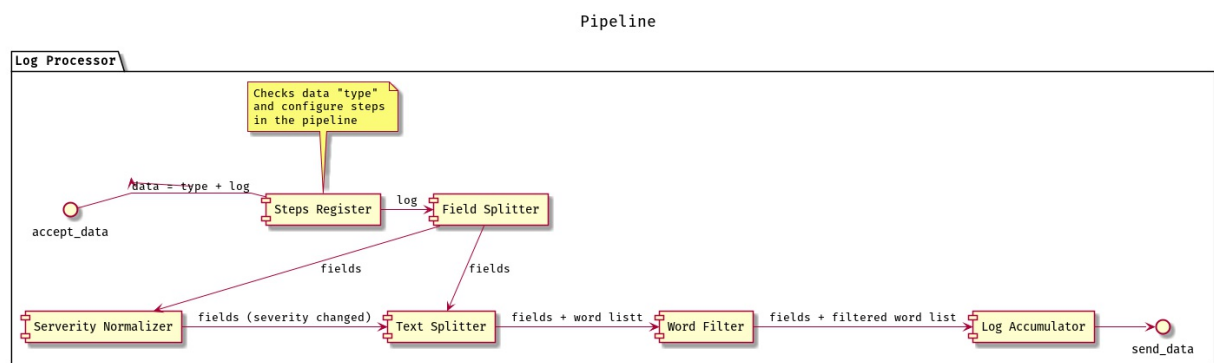 Pipeline
Log Processor
Checks data "type"
and configure steps
in the pipeline
data = type + log
accept_data
Steps Register
log
Field Splitter
fields
fields
Serverity Normalizer
fields (severity changed)
Text Splitter
fields + word listt
Word Filter
fields + filtered word list
Log Accumulator
send_data